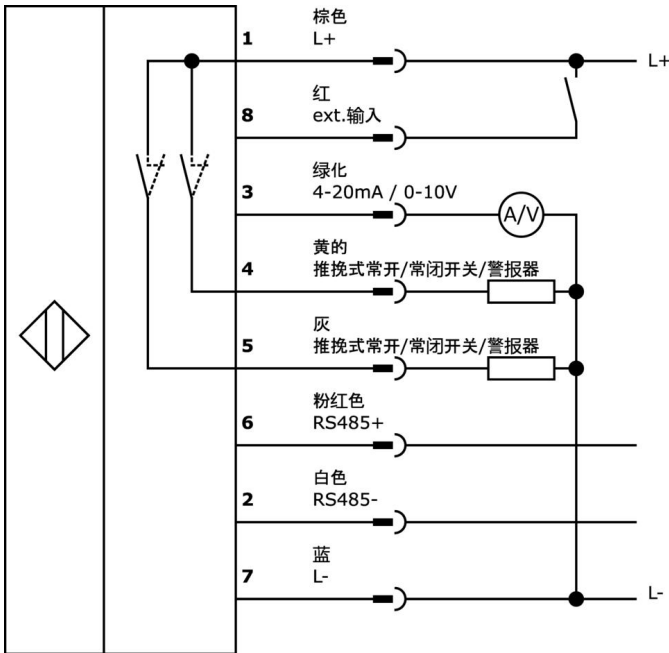 棕色
1 L+
L+
红
8 ext.输入
绿化
3 4-20mA / 0-10V
A/V
黄的
4 推挽式常开/常闭开关/警报器
灰
5 推挽式常开/常闭开关/警报器
粉红色
6 RS485+
白色
2 RS485-
蓝
7 L-
L-